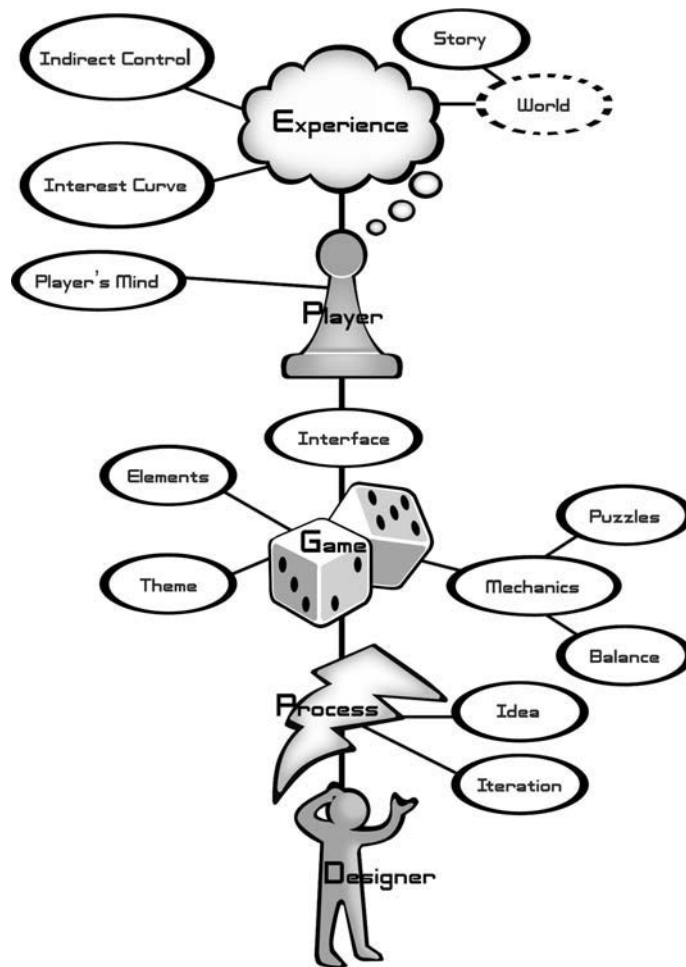 Story
Indirect Control
World
Experience
Interest Curve
Player's Mind
Player
Interface
Elements
Puzzles
Game
Theme
Mechanics
Balance
Process
Idea
Iteration
Designer